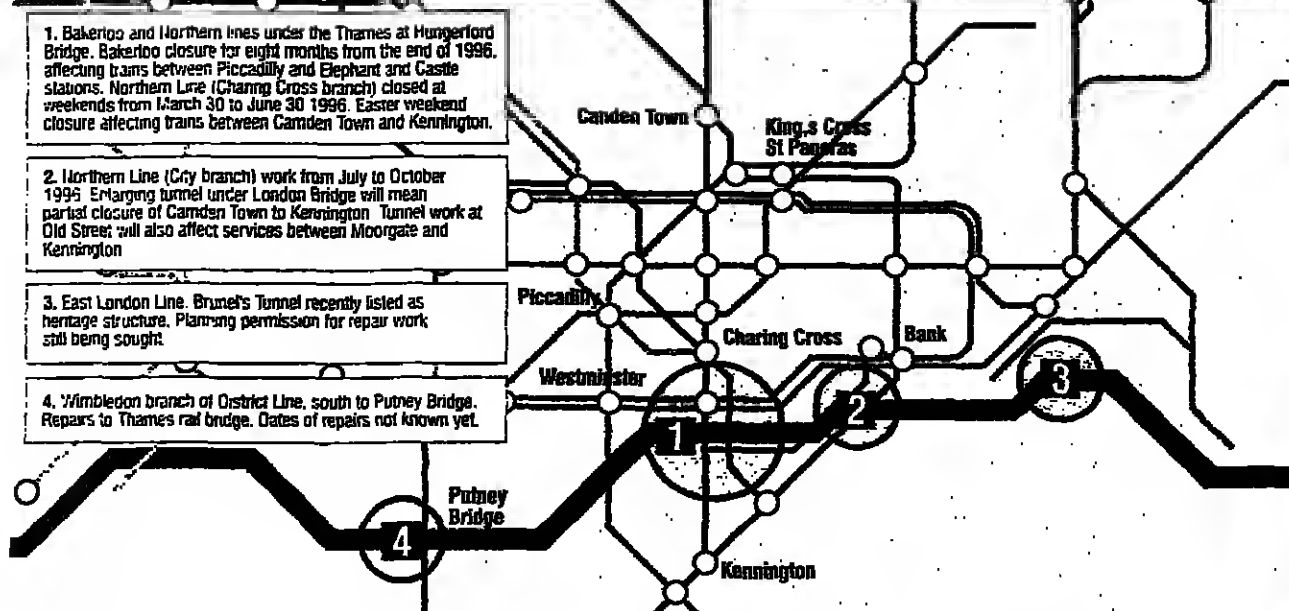 1. Bakerloo and Northern lines under the Thames at Hungerford
Bridge. Bakerloo closure for eight months from the end of 1996,
affecting trains between Piccadilly and Elephant and Castle
stations. Northern Line (Charing Cross branch) closed at
weekends from March 30 to June 30 1996. Easter weekend
closure affecting trains between Camden Town and Kennington.
2. Northern Line (City branch) work from July to October
1996. Enlarging tunnel under London Bridge will mean
partial closure of Camden Town to Kennington. Tunnel work at
Old Street will also affect services between Moorgate and
Kennington
3. East London Line. Brunel's Tunnel recently listed as
heritage structure. Planning permission for repair work
still being sought
4. Wimbledon branch of District Line, south to Putney Bridge.
Repairs to Thames rail bridge. Dates of repairs not known yet.
Camden Town
King,s Cross
St Pancras
Piccadilly
Charing Cross
Bank
Westminster
1
2
3
Putney
Bridge
4
Kennington